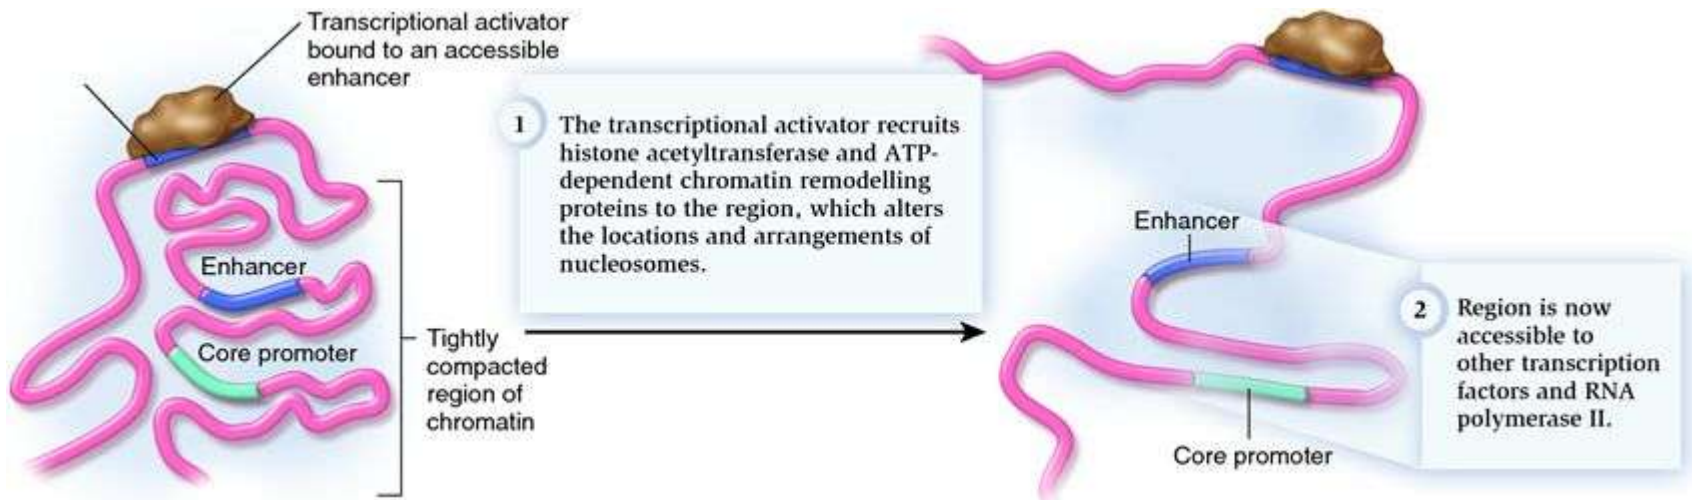 Transcriptional activator
bound to an accessible
enhancer
Enhancer
Core promoter
Tightly
compacted
region of
chromatin
1
The transcriptional activator recruits
histone acetyltransferase and ATP-
dependent chromatin remodelling
proteins to the region, which alters
the locations and arrangements of
nucleosomes.
Enhancer
Core promoter
2
Region is now
accessible to
other transcription
factors and RNA
polymerase II.